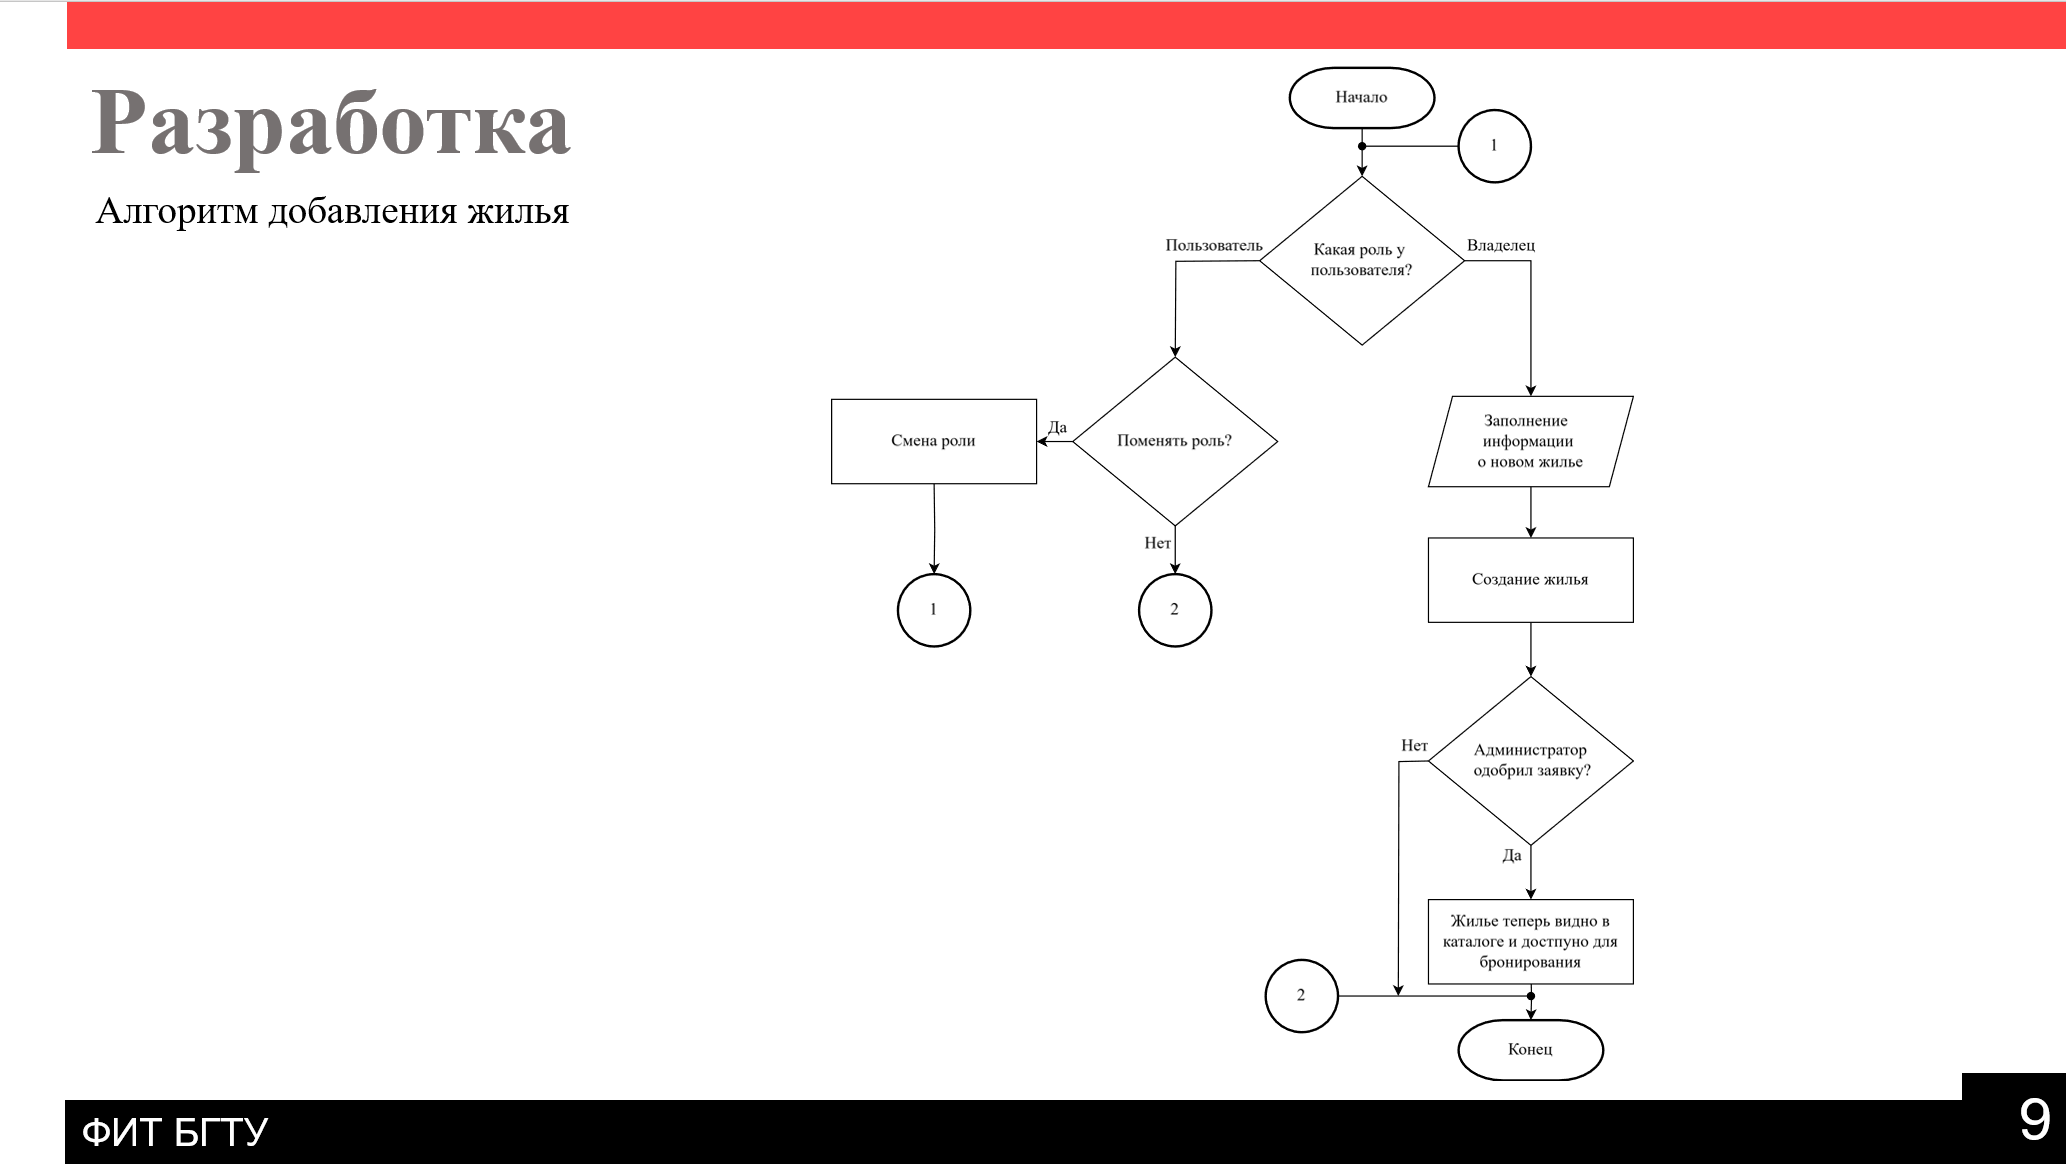 Разработка
Алгоритм добавления жилья
Начало
1
Какая роль у
пользователя?
Пользователь
Владелец
Смена роли
Да
Поменять роль?
Нет
1
2
Заполнение
информации
о новом жилье
Создание жилья
Администратор
одобрил заявку?
Нет
Да
Жилье теперь видно в
каталоге и достпуно для
бронирования
2
Конец
ФИТ БГТУ
9